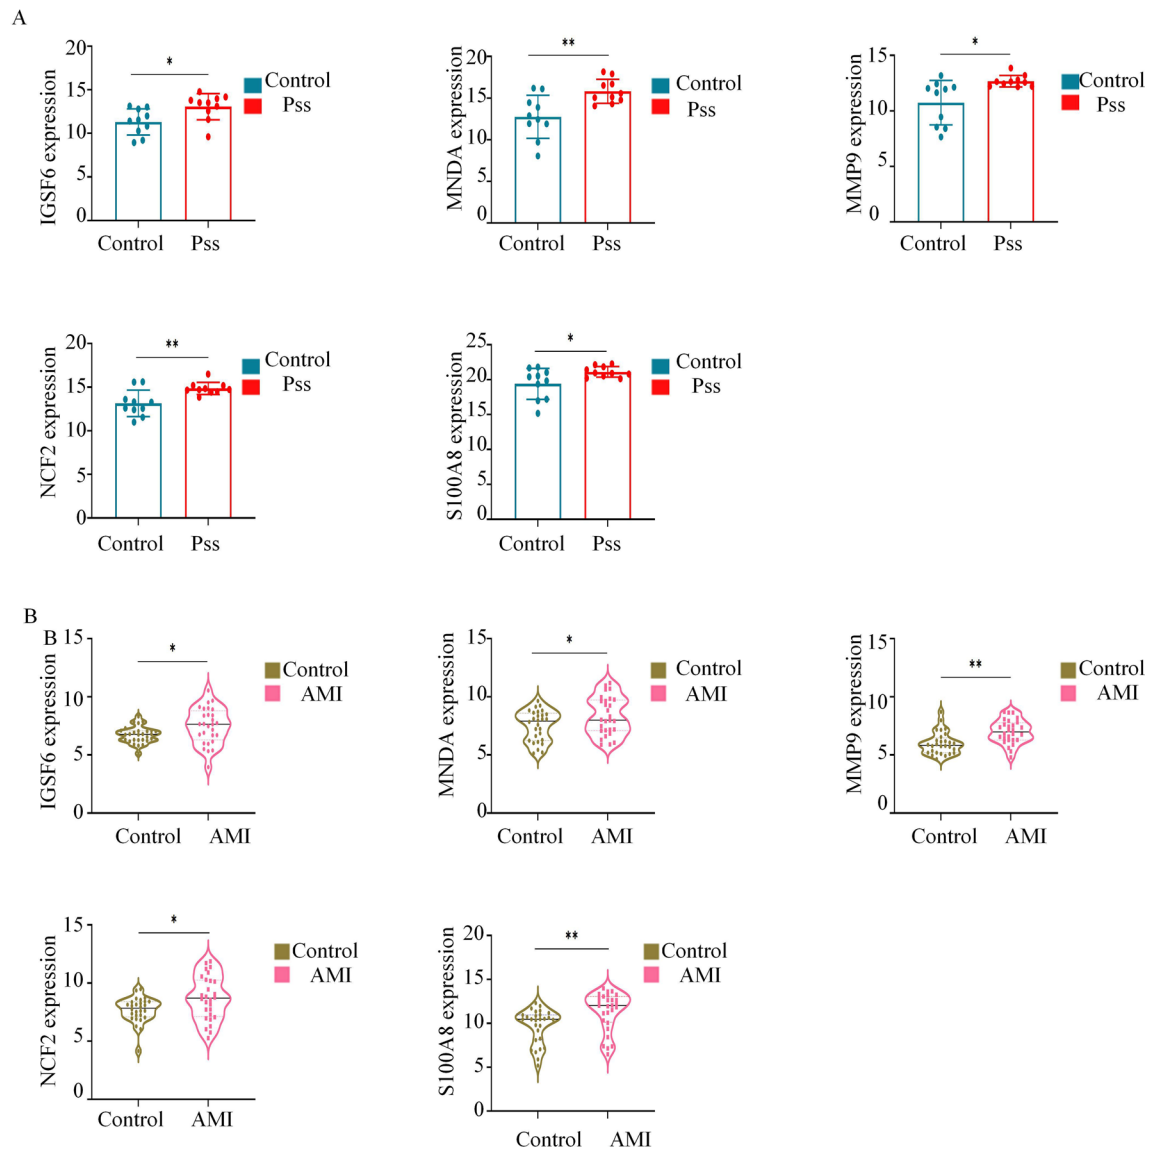 A
IGSF6 expression
20
15
10
5
0
*
Control
Pss
Control
Pss
MNDA expression
20
15
10
5
0
**
Control
Pss
Control
Pss
MMP9 expression
15
10
5
0
*
Control
Pss
Control
Pss
NCF2 expression
20
15
10
5
0
**
Control
Pss
Control
Pss
S100A8 expression
25
20
15
10
5
0
*
Control
Pss
Control
Pss
B
B
IGSF6 expression
15
10
5
0
*
Control
AMI
Control
AMI
MNDA expression
15
10
5
0
*
Control
AMI
Control
AMI
MMP9 expression
15
10
5
0
**
Control
AMI
Control
AMI
NCF2 expression
15
10
5
0
*
Control
AMI
Control
AMI
S100A8 expression
20
15
10
5
0
**
Control
AMI
Control
AMI